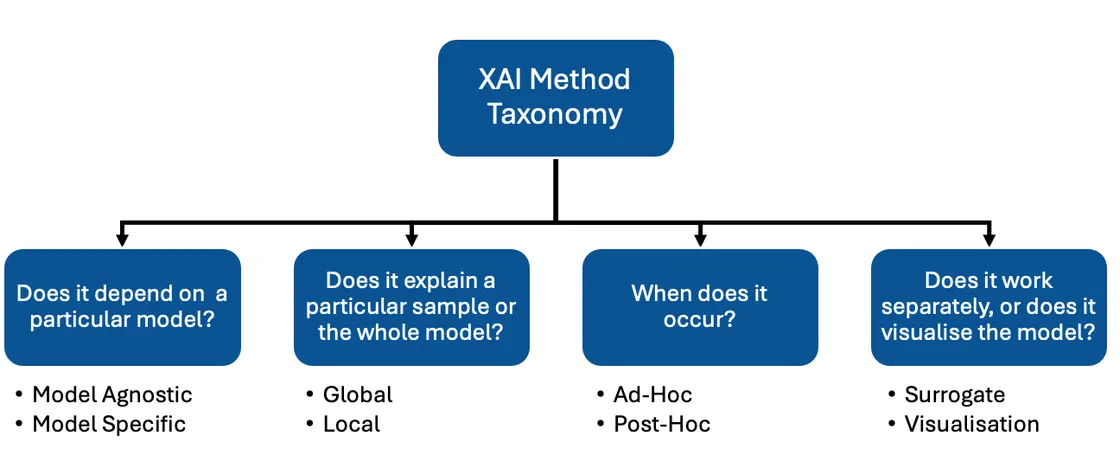 XAI Method
Taxonomy
Does it depend on a
particular model?
• Model Agnostic
• Model Specific
Does it explain a
particular sample or
the whole model?
• Global
• Local
When does it
occur?
• Ad-Hoc
• Post-Hoc
Does it work
separately, or does it
visualise the model?
• Surrogate
• Visualisation